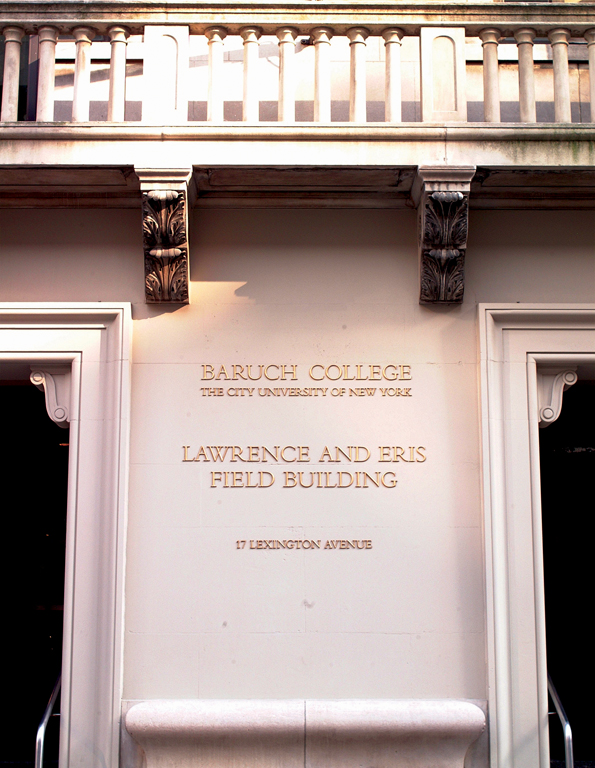 BARUCH COLLEGE
THE CITY UNIVERSITY OF NEW YORK
LAWRENCE AND ERIS
FIELD BUILDING
17 LEXINGTON AVENUE